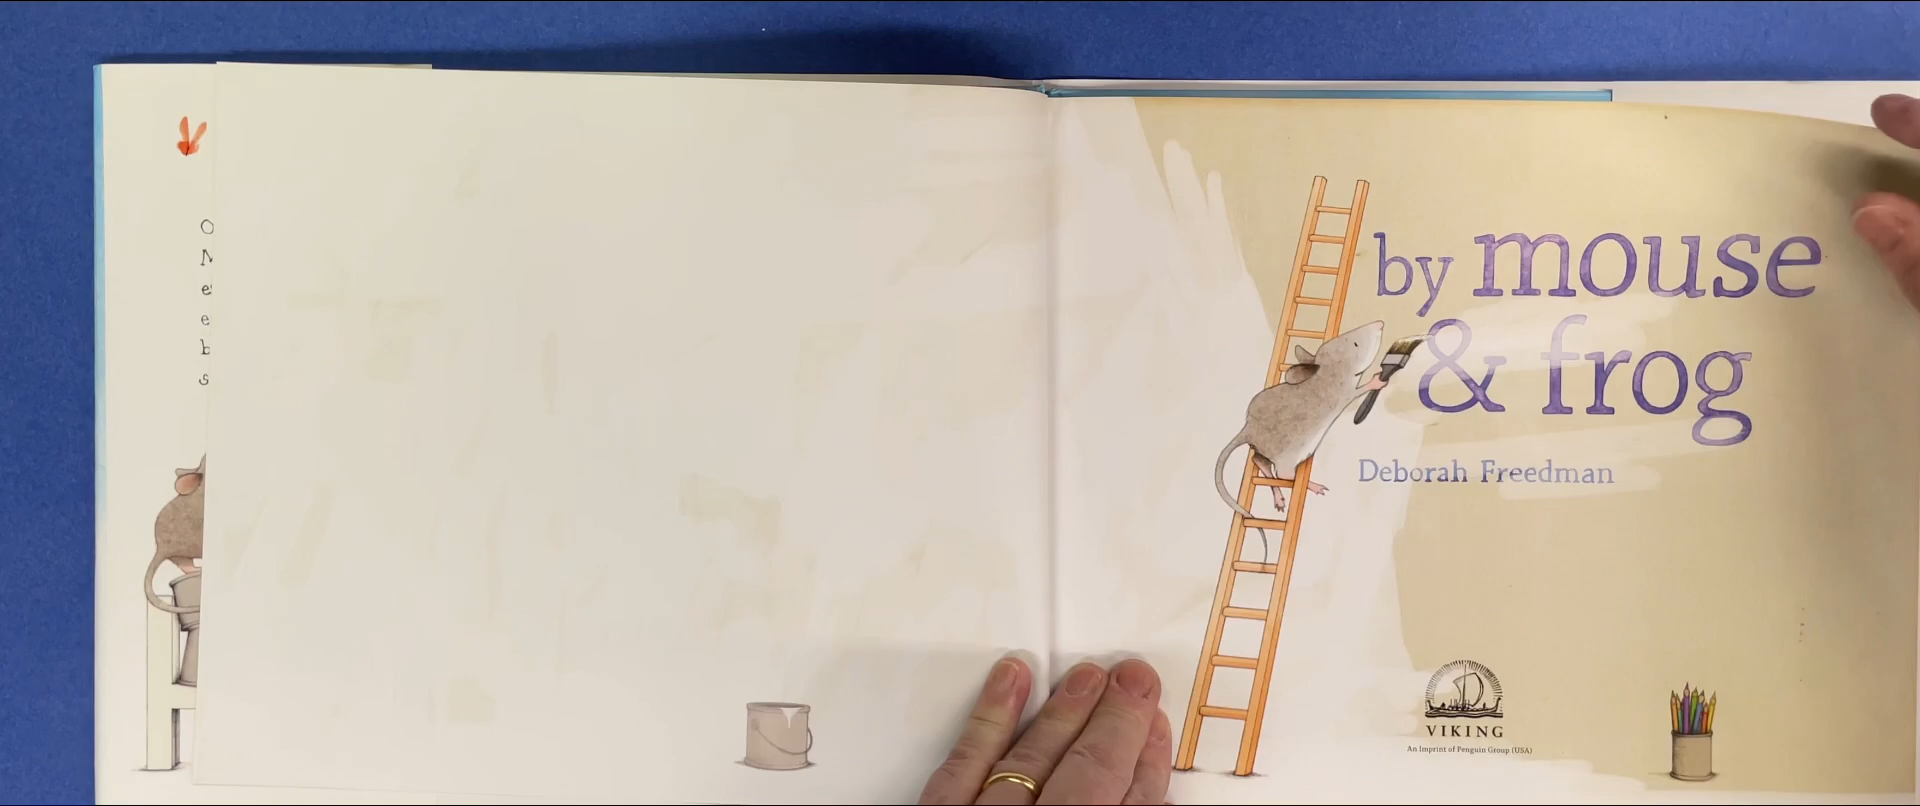 by mouse
& frog
Deborah Freedman
VIKING
An Imprint of Penguin Group (USA)